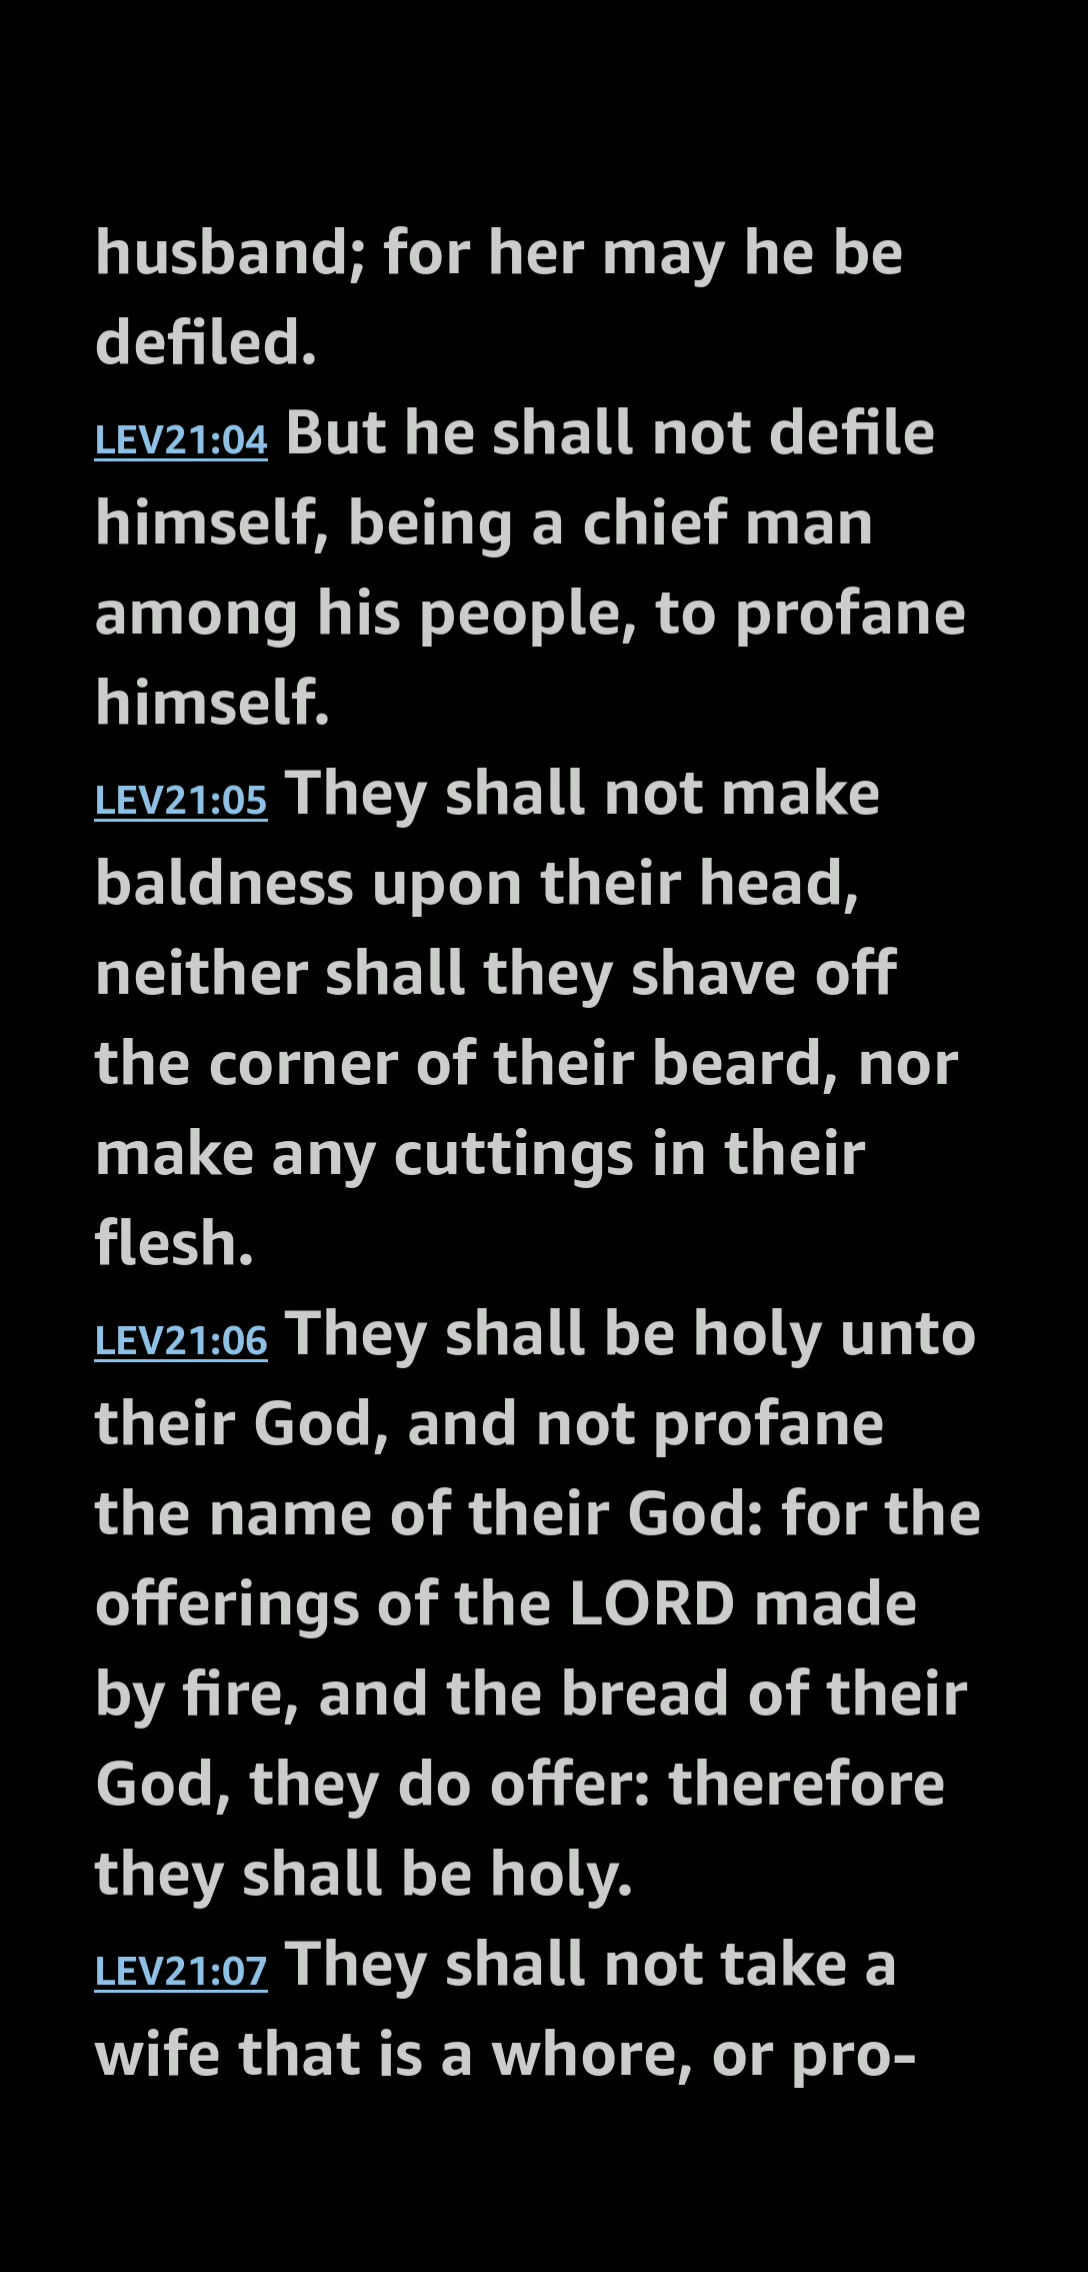 husband; for her may he be
defiled.
LEV21:04 But he shall not defile
himself, being a chief man
among his people, to profane
himself.
LEV21:05 They shall not make
baldness upon their head,
neither shall they shave off
the corner of their beard, nor
make any cuttings in their
flesh.
LEV21:06 They shall be holy unto
their God, and not profane
the name of their God: for the
offerings of the LORD made
by fire, and the bread of their
God, they do offer: therefore
they shall be holy.
LEV21:07 They shall not take a
wife that is a whore, or pro-